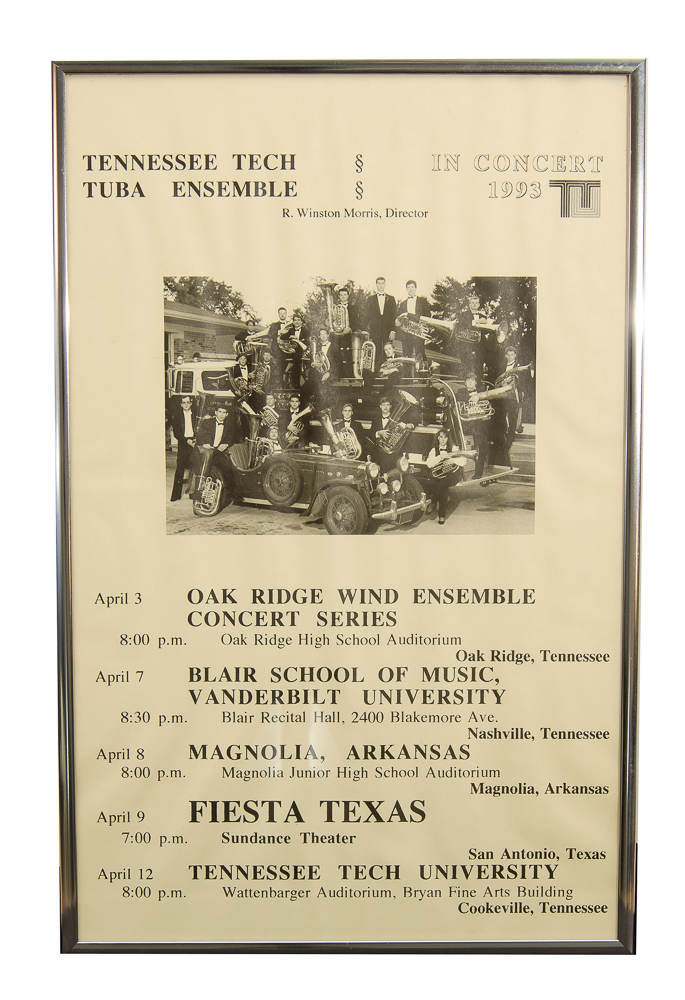 TENNESSEE TECH § IN CONCERT
TUBA ENSEMBLE § 1993 TTU
R. Winston Morris, Director
April 3 OAK RIDGE WIND ENSEMBLE
CONCERT SERIES
8:00 p.m. Oak Ridge High School Auditorium
Oak Ridge, Tennessee
April 7 BLAIR SCHOOL OF MUSIC,
VANDERBILT UNIVERSITY
8:30 p.m. Blair Recital Hall, 2400 Blakemore Ave.
Nashville, Tennessee
April 8 MAGNOLIA, ARKANSAS
8:00 p.m. Magnolia Junior High School Auditorium
Magnolia, Arkansas
April 9 FIESTA TEXAS
7:00 p.m. Sundance Theater
San Antonio, Texas
April 12 TENNESSEE TECH UNIVERSITY
8:00 p.m. Wattenbarger Auditorium, Bryan Fine Arts Building
Cookeville, Tennessee